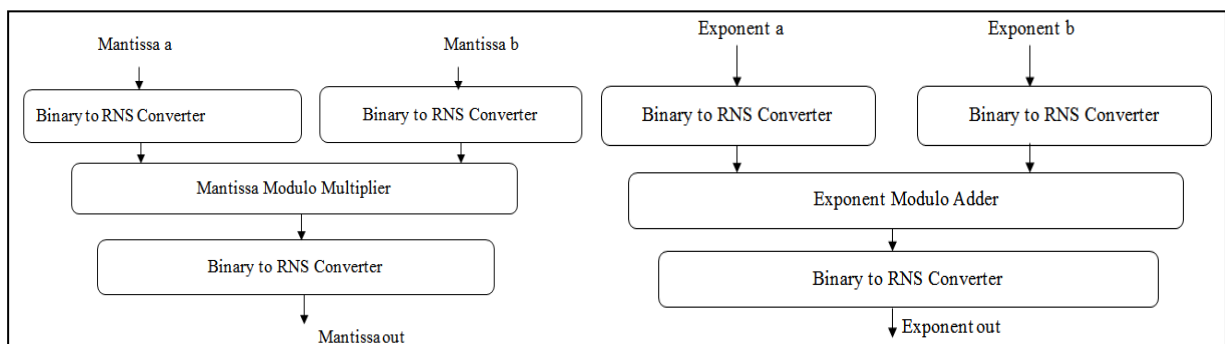 Mantissa a
Mantissa b
Binary to RNS Converter
Binary to RNS Converter
Mantissa Modulo Multiplier
Binary to RNS Converter
Mantissa out
Exponent a
Exponent b
Binary to RNS Converter
Binary to RNS Converter
Exponent Modulo Adder
Binary to RNS Converter
Exponent out